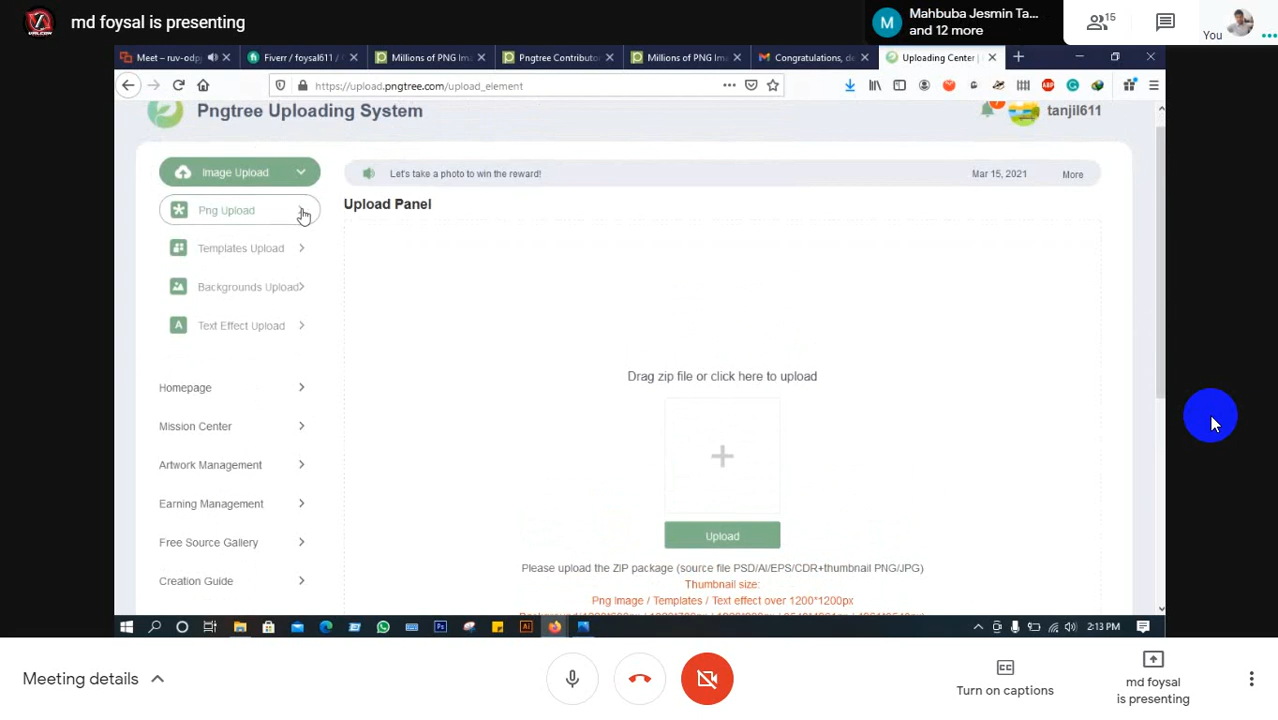 md foysal is presenting
Mahbuba Jesmin Ta...
and 12 more
M
15
You
Meet – ruv-odpj
Fiverr / foysal611 /
Millions of PNG Ima
Pngtree Contributo
Millions of PNG Ima
Congratulations, de
Uploading Center |
https://upload.pngtree.com/upload_element
Pngtree Uploading System
tanjil611
Image Upload
Let's take a photo to win the reward!
Mar 15, 2021
More
Png Upload
Upload Panel
Templates Upload
Backgrounds Upload
Text Effect Upload
Drag zip file or click here to upload
Homepage
Mission Center
Artwork Management
Earning Management
Upload
Free Source Gallery
Please upload the ZIP package (source file PSD/AI/EPS/CDR+thumbnail PNG/JPG)
Creation Guide
Thumbnail size:
Png Image / Templates / Text effect over 1200*1200px
2:13 PM
Meeting details
Turn on captions
md foysal
is presenting